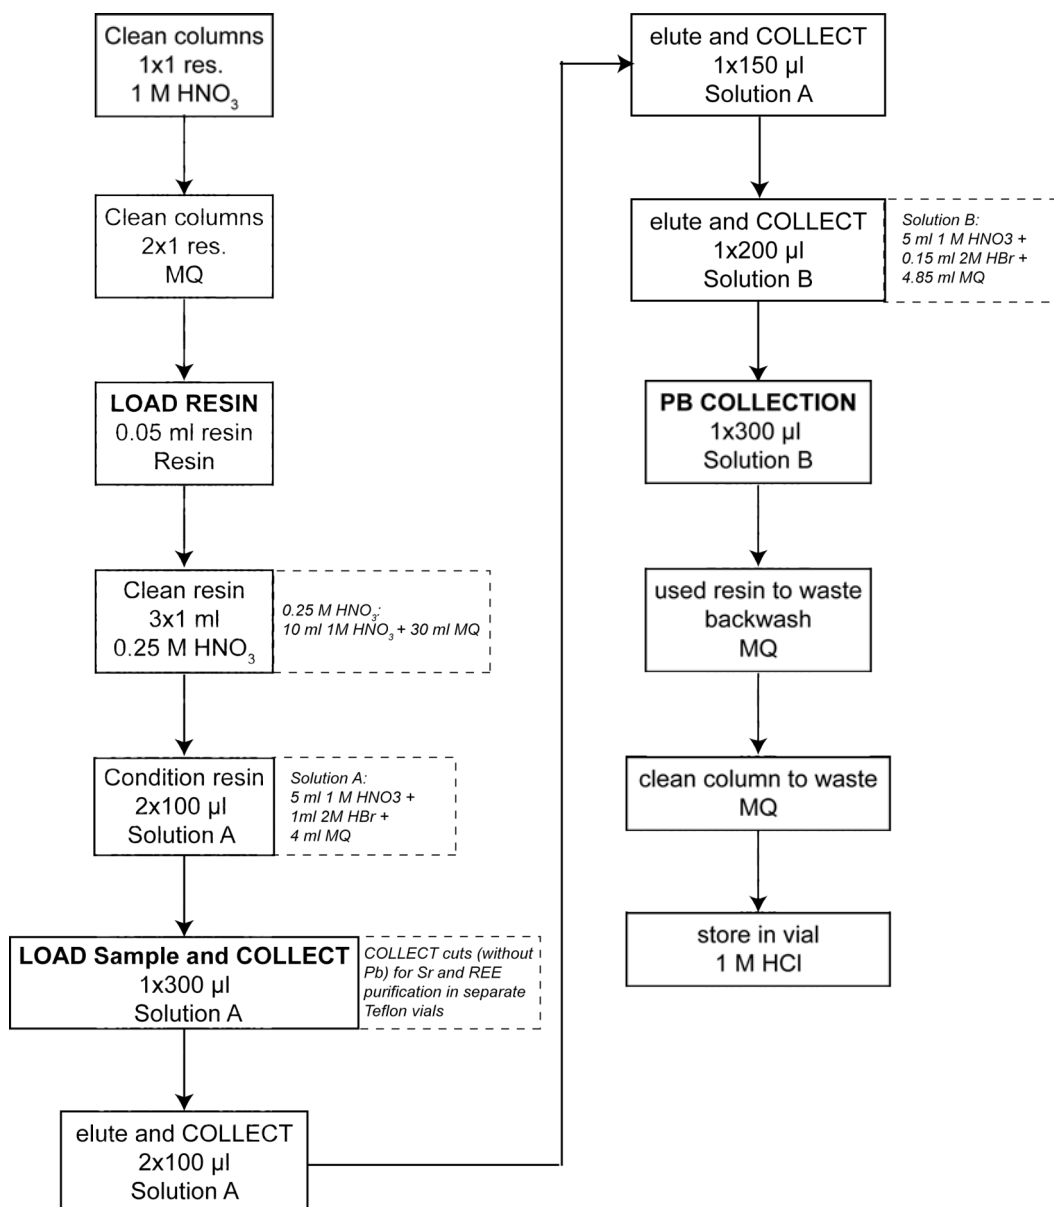 Clean columns
1x1 res.
1 M HNO₃
Clean columns
2x1 res.
MQ
LOAD RESIN
0.05 ml resin
Resin
Clean resin
3x1 ml
0.25 M HNO₃
0.25 M HNO₃:
10 ml 1M HNO₃ + 30 ml MQ
Condition resin
2x100 µl
Solution A
Solution A:
5 ml 1 M HNO3 +
1ml 2M HBr +
4 ml MQ
LOAD Sample and COLLECT
1x300 µl
Solution A
COLLECT cuts (without
Pb) for Sr and REE
purification in separate
Teflon vials
elute and COLLECT
2x100 µl
Solution A
elute and COLLECT
1x150 µl
Solution A
elute and COLLECT
1x200 µl
Solution B
Solution B:
5 ml 1 M HNO3 +
0.15 ml 2M HBr +
4.85 ml MQ
PB COLLECTION
1x300 µl
Solution B
used resin to waste
backwash
MQ
clean column to waste
MQ
store in vial
1 M HCl